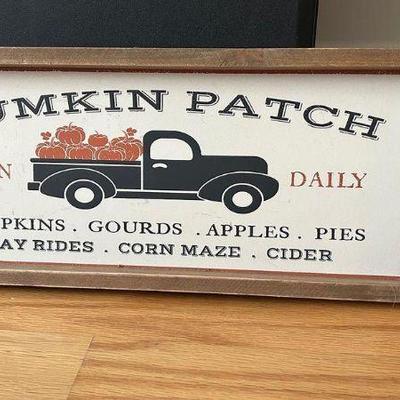 UMKIN PATCH
N DAILY
PKINS . GOURDS . APPLES . PIES
AY RIDES . CORN MAZE . CIDER